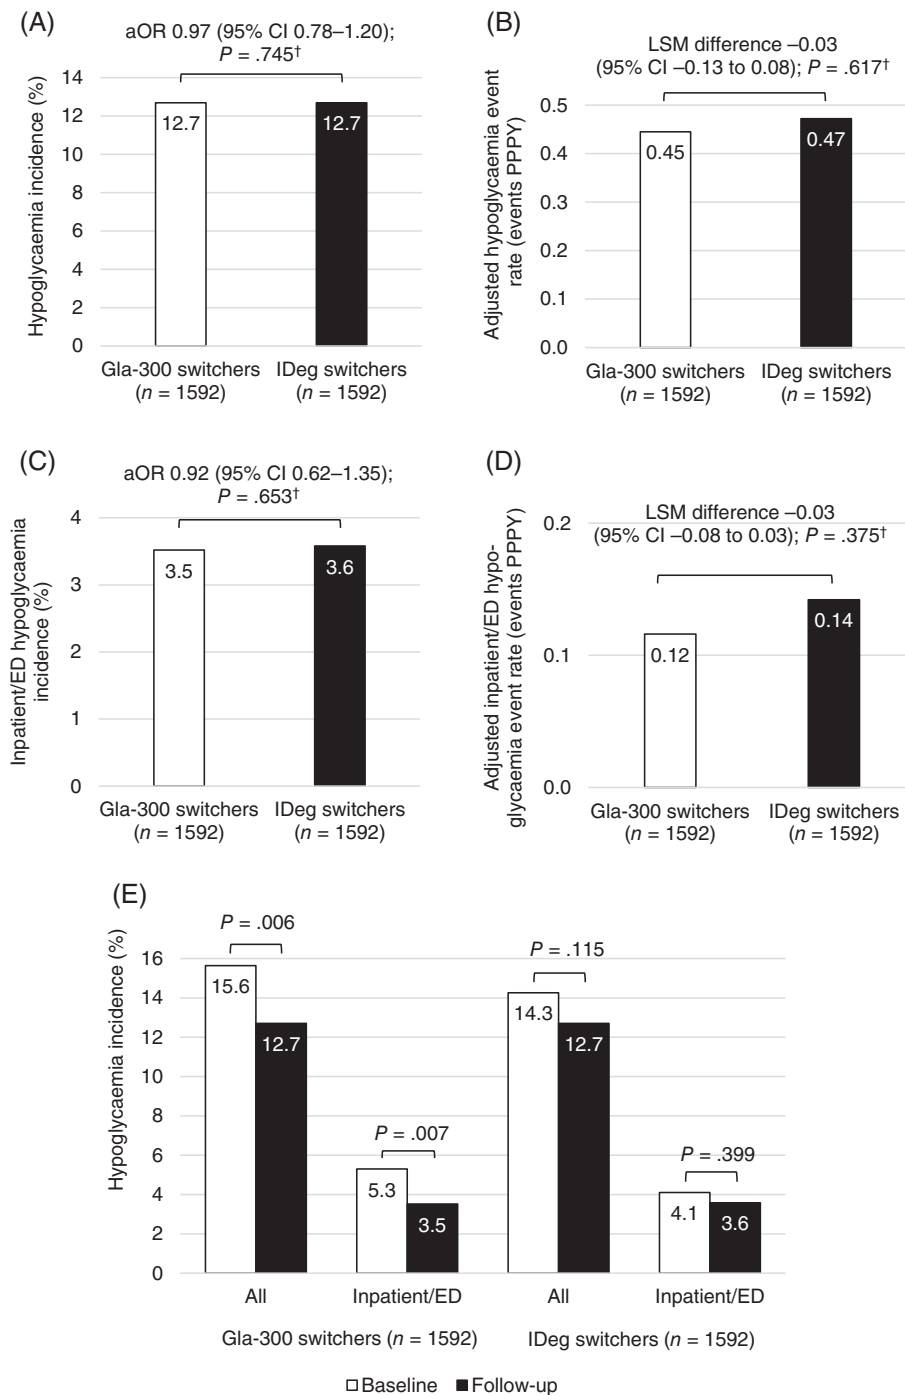 (A)
aOR 0.97 (95% CI 0.78–1.20);
P = .745†
Hypoglycaemia incidence (%)
14
12
10
8
6
4
2
0
12.7
12.7
Gla-300 switchers
(n = 1592)
IDeg switchers
(n = 1592)
(B)
LSM difference –0.03
(95% CI –0.13 to 0.08); P = .617†
Adjusted hypoglycaemia event
rate (events PPPY)
0.5
0.4
0.3
0.2
0.1
0.0
0.45
0.47
Gla-300 switchers
(n = 1592)
IDeg switchers
(n = 1592)
(C)
aOR 0.92 (95% CI 0.62–1.35);
P = .653†
Inpatient/ED hypoglycaemia
incidence (%)
4
3
2
1
0
3.5
3.6
Gla-300 switchers
(n = 1592)
IDeg switchers
(n = 1592)
(D)
LSM difference –0.03
(95% CI –0.08 to 0.03); P = .375†
Adjusted inpatient/ED hypo-
glycaemia event rate (events PPPY)
0.2
0.1
0.0
0.12
0.14
Gla-300 switchers
(n = 1592)
IDeg switchers
(n = 1592)
(E)
Hypoglycaemia incidence (%)
16
14
12
10
8
6
4
2
0
P = .006
15.6
12.7
P = .007
5.3
3.5
P = .115
14.3
12.7
P = .399
4.1
3.6
All
Inpatient/ED
All
Inpatient/ED
Gla-300 switchers (n = 1592)
IDeg switchers (n = 1592)
Baseline
Follow-up